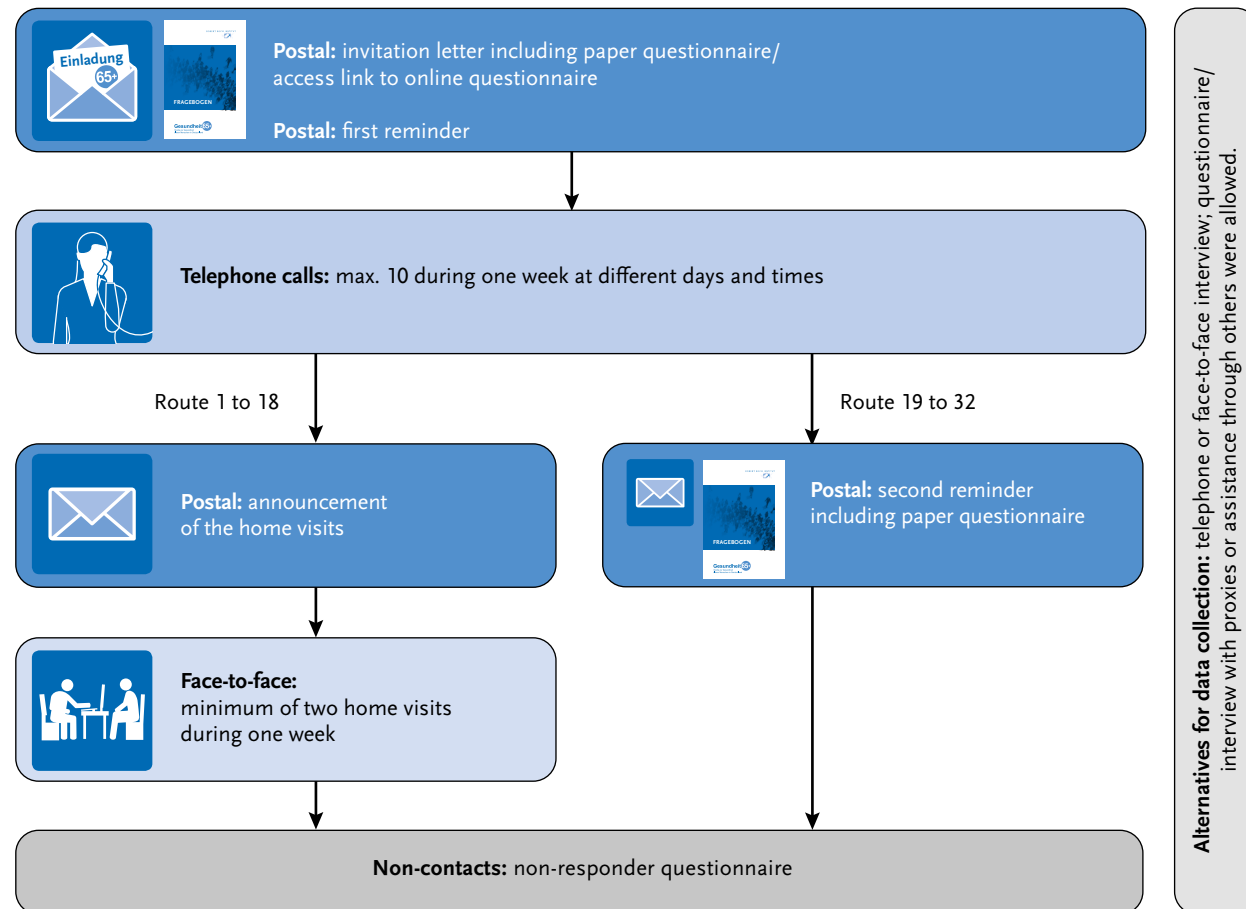 Einladung
65+
FRAGEBOGEN
Gesundheit 65+
Postal: invitation letter including paper questionnaire/
access link to online questionnaire
Postal: first reminder
Telephone calls: max. 10 during one week at different days and times
Route 1 to 18
Route 19 to 32
Postal: announcement
of the home visits
FRAGEBOGEN
Gesundheit 65+
Postal: second reminder
including paper questionnaire
Face-to-face:
minimum of two home visits
during one week
Non-contacts: non-responder questionnaire
Alternatives for data collection: telephone or face-to-face interview; questionnaire/
interview with proxies or assistance through others were allowed.